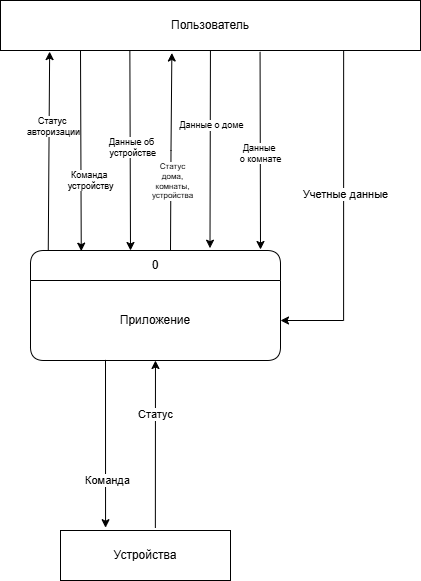 Пользователь
Статус
авторизации
Данные о доме
Данные об
устройстве
Данные
о комнате
Статус
дома,
комнаты,
устройства
Команда
устройству
Учетные данные
0
Приложение
Статус
Команда
Устройства